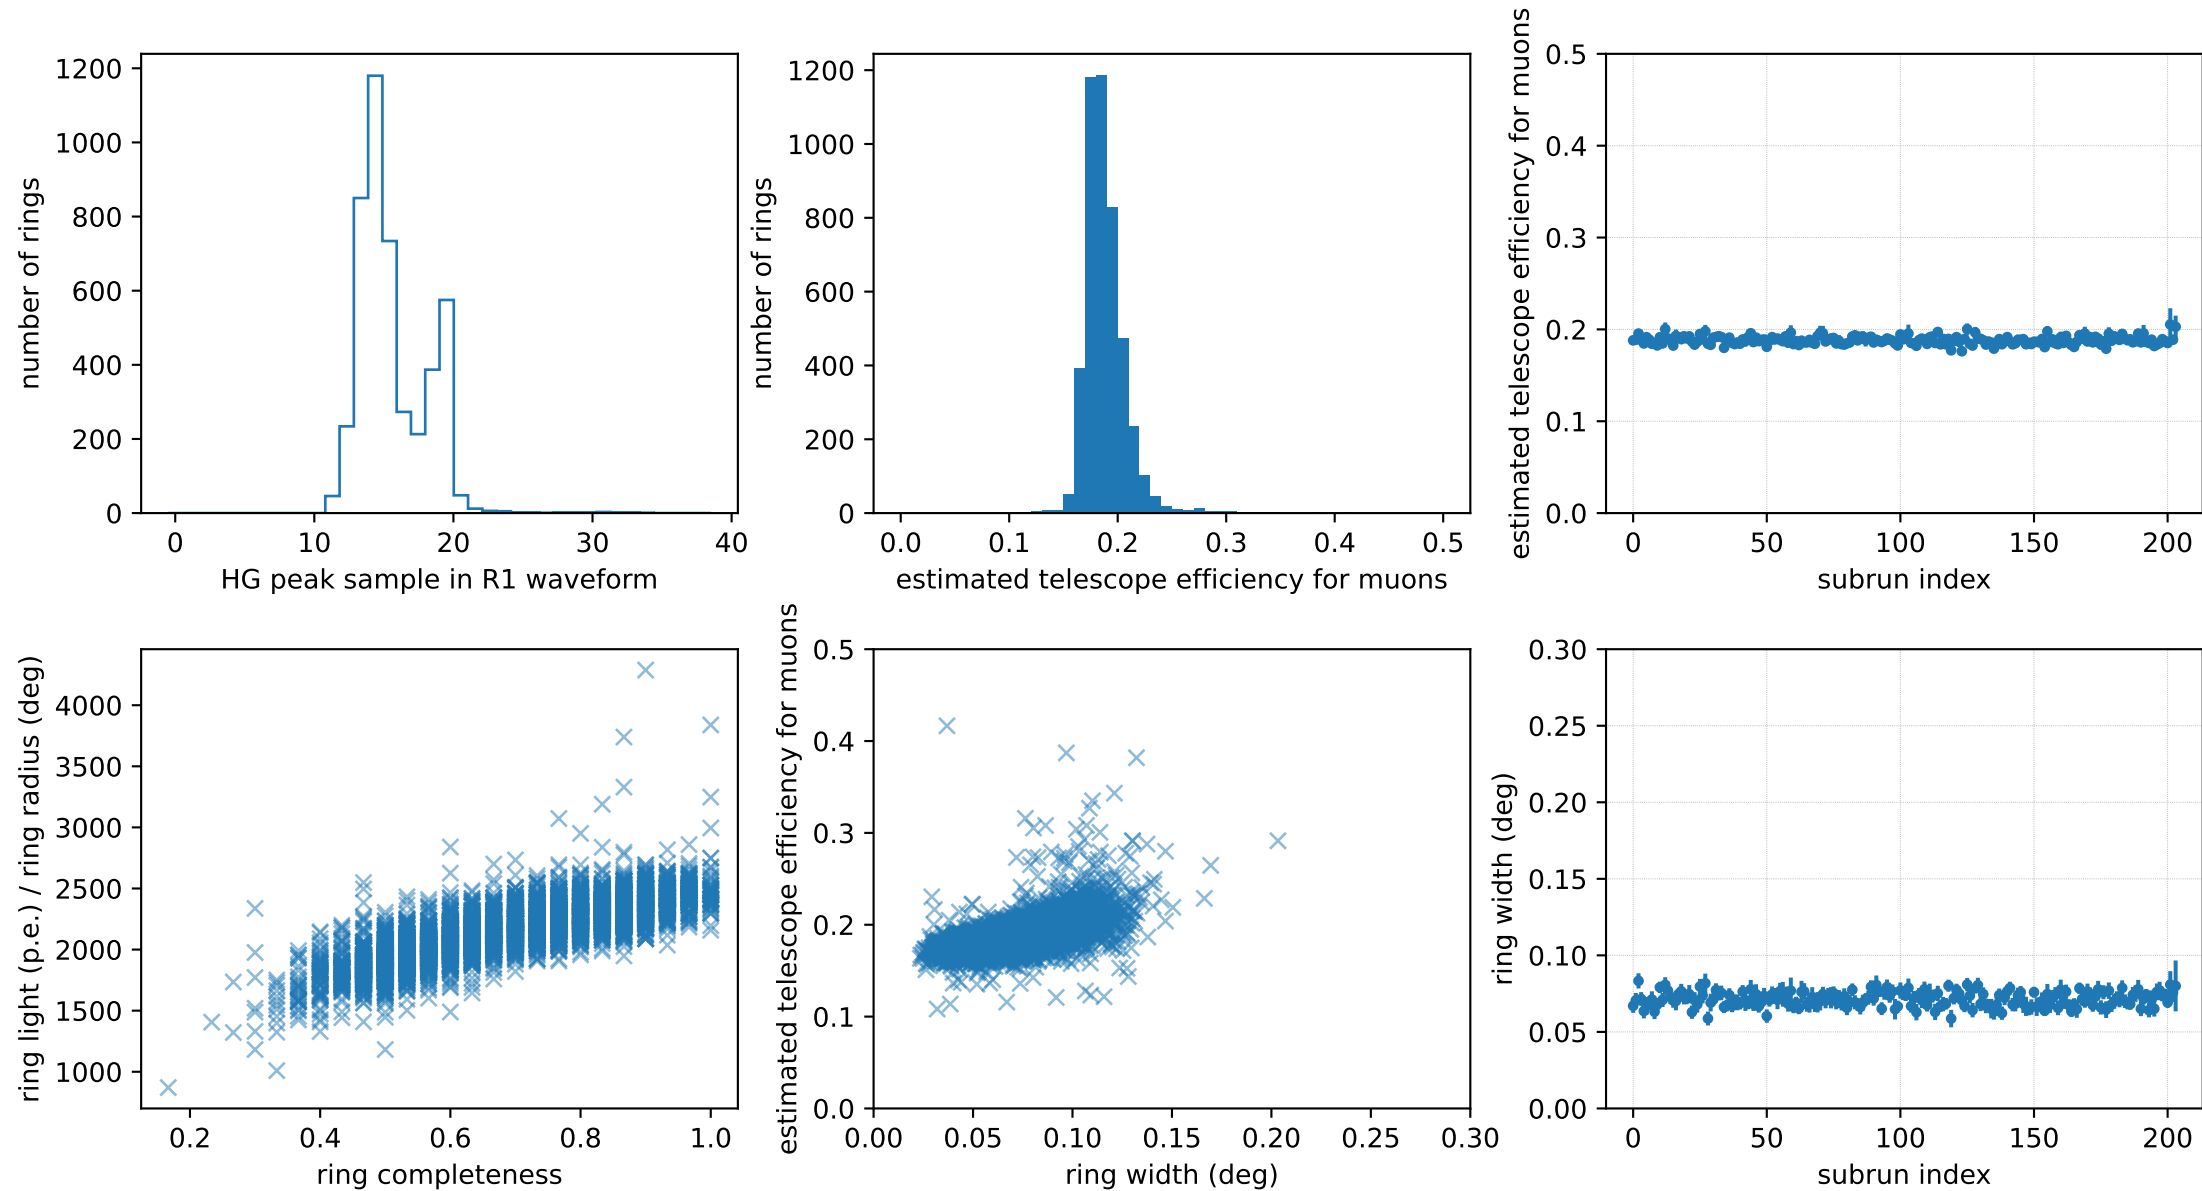 number of rings
1200
1000
800
600
400
200
0
0 10 20 30 40
HG peak sample in R1 waveform
number of rings
1200
1000
800
600
400
200
0
0.0 0.1 0.2 0.3 0.4 0.5
estimated telescope efficiency for muons
estimated telescope efficiency for muons
0.5
0.4
0.3
0.2
0.1
0.0
0 50 100 150 200
subrun index
ring light (p.e.) / ring radius (deg)
4000
3500
3000
2500
2000
1500
1000
0.2 0.4 0.6 0.8 1.0
ring completeness
estimated telescope efficiency for muons
0.5
0.4
0.3
0.2
0.1
0.0
0.00 0.05 0.10 0.15 0.20 0.25 0.30
ring width (deg)
ring width (deg)
0.30
0.25
0.20
0.15
0.10
0.05
0.00
0 50 100 150 200
subrun index